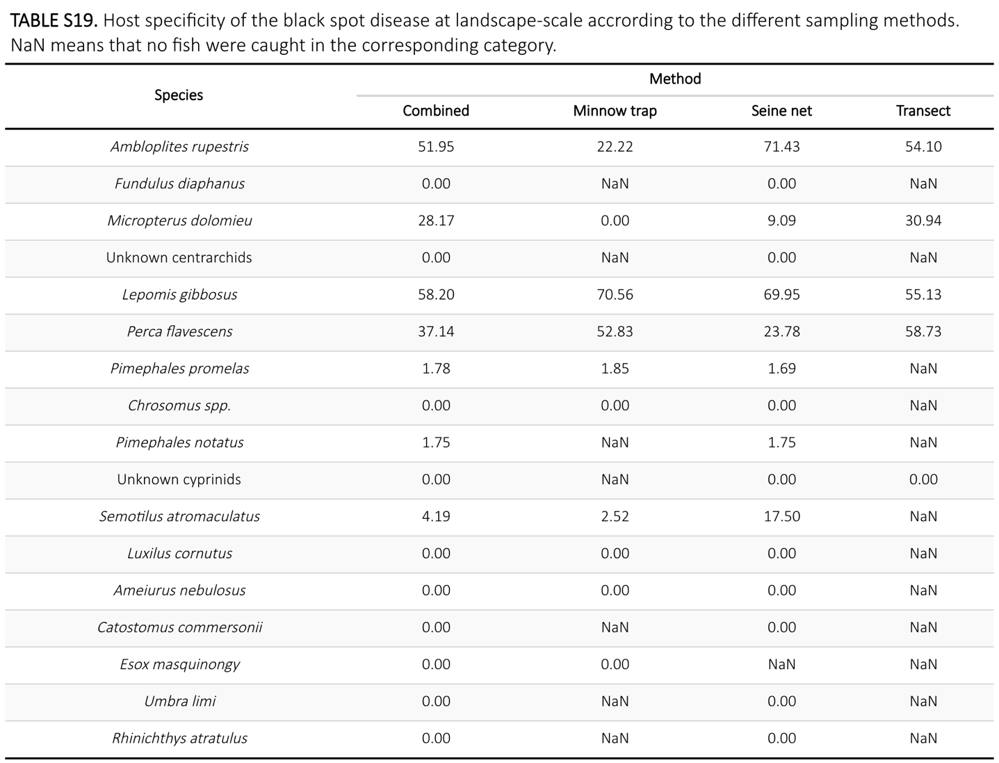 TABLE S19. Host specificity of the black spot disease at landscape-scale according to the different sampling methods.
NaN means that no fish were caught in the corresponding category.
Species Method
Combined Minnow trap Seine net Transect
Ambloplites rupestris 51.95 22.22 71.43 54.10
Fundulus diaphanus 0.00 NaN 0.00 NaN
Micropterus dolomieu 28.17 0.00 9.09 30.94
Unknown centrarchids 0.00 NaN 0.00 NaN
Lepomis gibbosus 58.20 70.56 69.95 55.13
Perca flavescens 37.14 52.83 23.78 58.73
Pimephales promelas 1.78 1.85 1.69 NaN
Chrosomus spp. 0.00 0.00 0.00 NaN
Pimephales notatus 1.75 NaN 1.75 NaN
Unknown cyprinids 0.00 NaN 0.00 0.00
Semotilus atromaculatus 4.19 2.52 17.50 NaN
Luxilus cornutus 0.00 0.00 0.00 NaN
Ameiurus nebulosus 0.00 0.00 0.00 NaN
Catostomus commersonii 0.00 NaN 0.00 NaN
Esox masquinongy 0.00 0.00 NaN NaN
Umbra limi 0.00 NaN 0.00 NaN
Rhinichthys atratulus 0.00 NaN 0.00 NaN